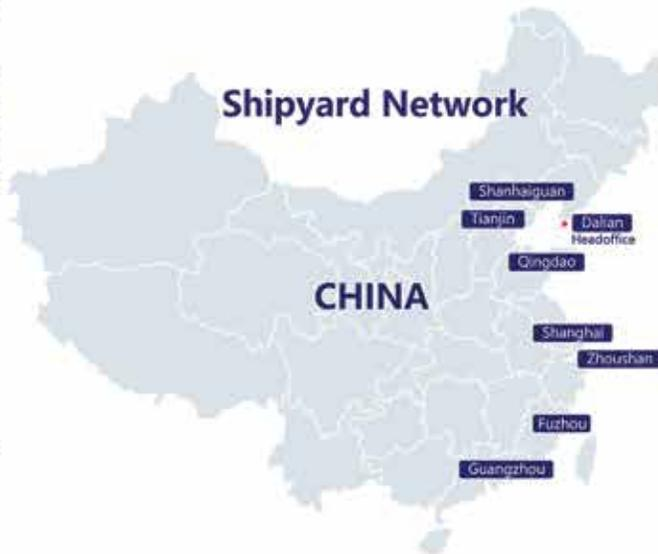 Shipyard Network
Shanhaiguan
Tianjin
Dalian
Headoffice
Qingdao
CHINA
Shanghai
Zhoushan
Fuzhou
Guangzhou